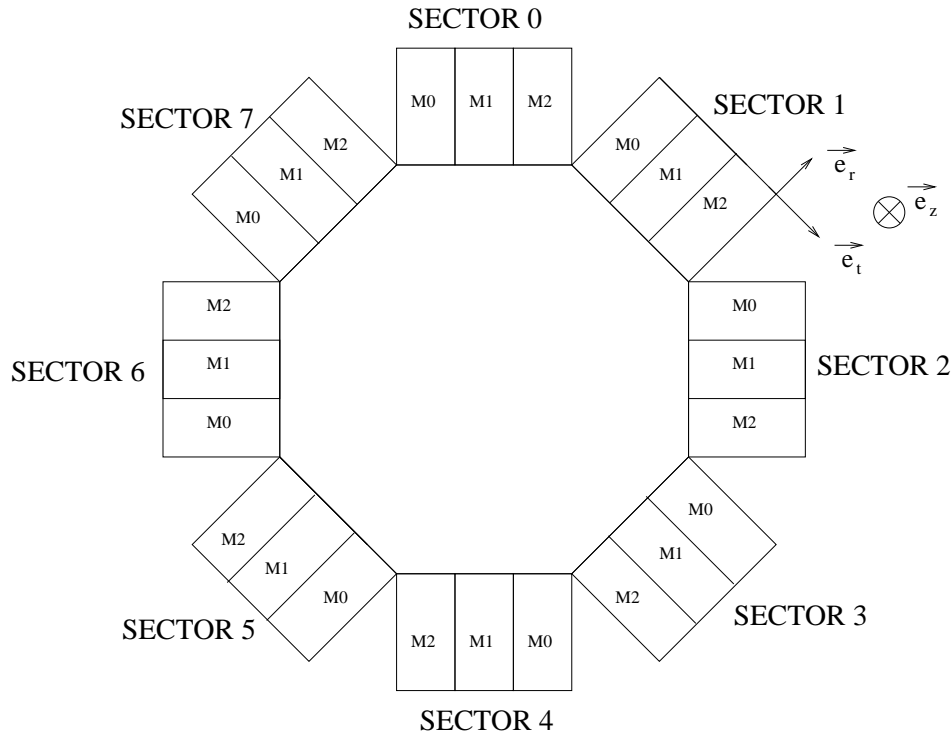 SECTOR 0
M0 M1 M2
SECTOR 7
M2
M1
M0
SECTOR 1
M0
M1
M2
e_r
e_z
e_t
SECTOR 6
M2
M1
M0
M0
M1
M2
SECTOR 2
M2
M1
M0
SECTOR 5
M0
M1
M2
SECTOR 3
M2 M1 M0
SECTOR 4